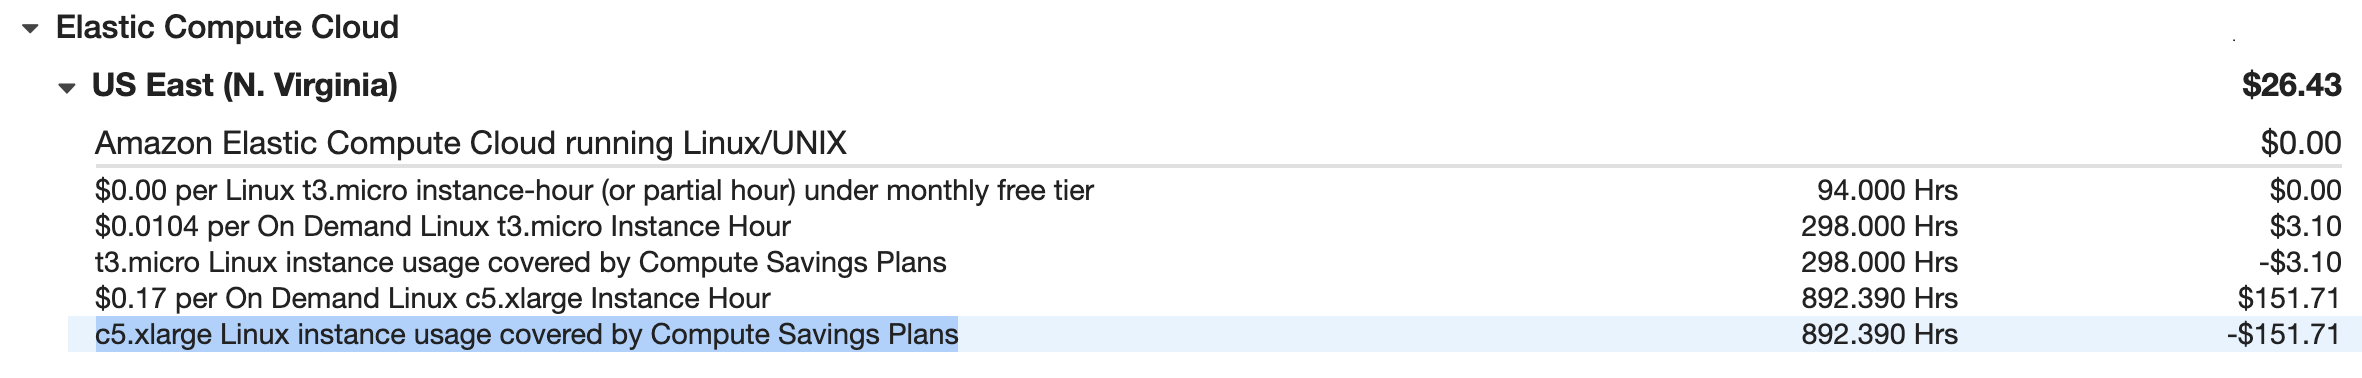 Elastic Compute Cloud
US East (N. Virginia) $26.43
Amazon Elastic Compute Cloud running Linux/UNIX $0.00
$0.00 per Linux t3.micro instance-hour (or partial hour) under monthly free tier 94.000 Hrs $0.00
$0.0104 per On Demand Linux t3.micro Instance Hour 298.000 Hrs $3.10
t3.micro Linux instance usage covered by Compute Savings Plans 298.000 Hrs -$3.10
$0.17 per On Demand Linux c5.xlarge Instance Hour 892.390 Hrs $151.71
c5.xlarge Linux instance usage covered by Compute Savings Plans 892.390 Hrs -$151.71